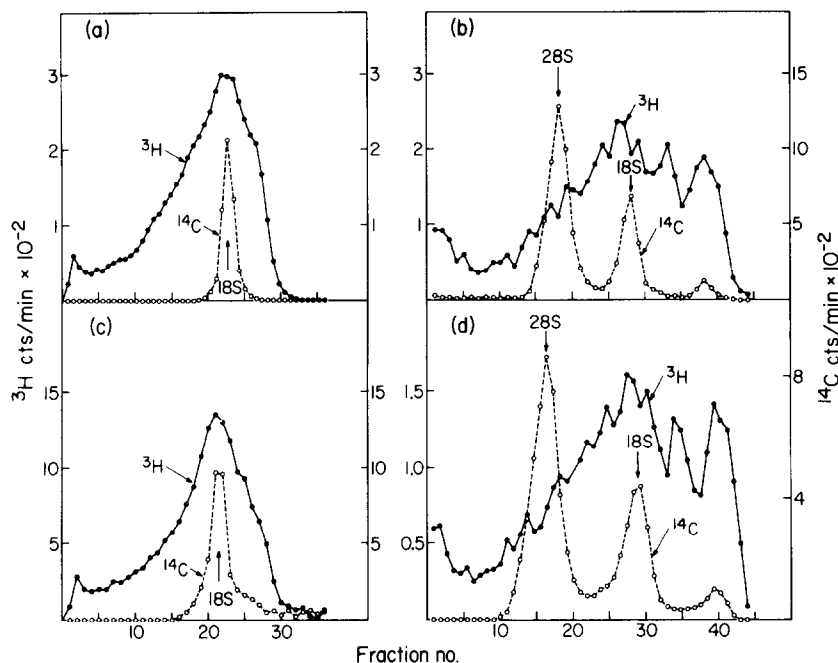 (a)
3
2
1
3
2
1
³H
¹⁴C
18S
(b)
3
2
1
15
10
5
28S
³H
18S
¹⁴C
(c)
15
10
5
15
10
5
³H
¹⁴C
18S
10 20 30
(d)
1.5
1.0
0.5
8
4
28S
³H
18S
¹⁴C
10 20 30 40
³H cts/min × 10⁻²
¹⁴C cts/min × 10⁻²
Fraction no.